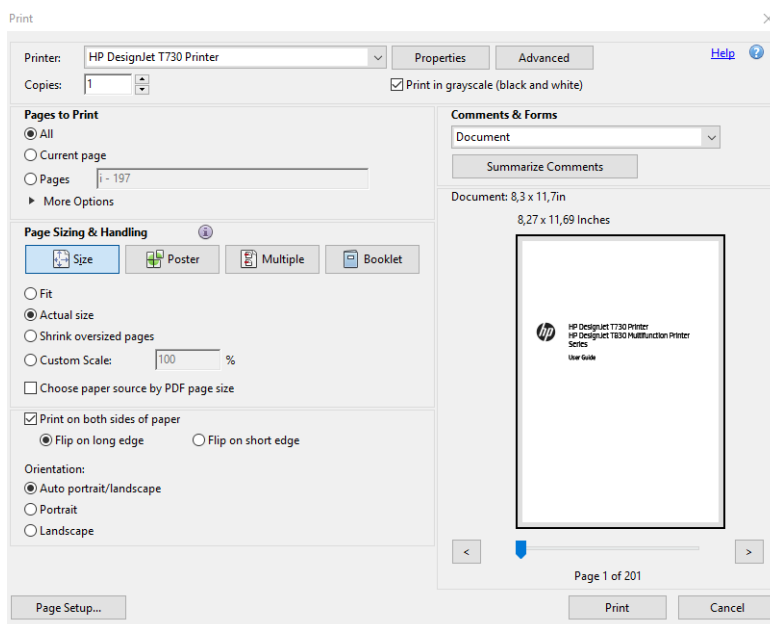 Print
Printer: HP DesignJet T730 Printer Properties Advanced Help ?
Copies: 1 Print in grayscale (black and white)
Pages to Print
All
Current page
Pages i - 197
More Options
Comments & Forms
Document
Summarize Comments
Page Sizing & Handling i
Size Poster Multiple Booklet
Fit
Actual size
Shrink oversized pages
Custom Scale: 100 %
Choose paper source by PDF page size
Print on both sides of paper
Flip on long edge Flip on short edge
Orientation:
Auto portrait/landscape
Portrait
Landscape
Document: 8,3 x 11,7in
8,27 x 11,69 Inches
hp
HP DesignJet T730 Printer
HP DesignJet T830 Multifunction Printer
Series
User Guide
< >
Page 1 of 201
Page Setup... Print Cancel